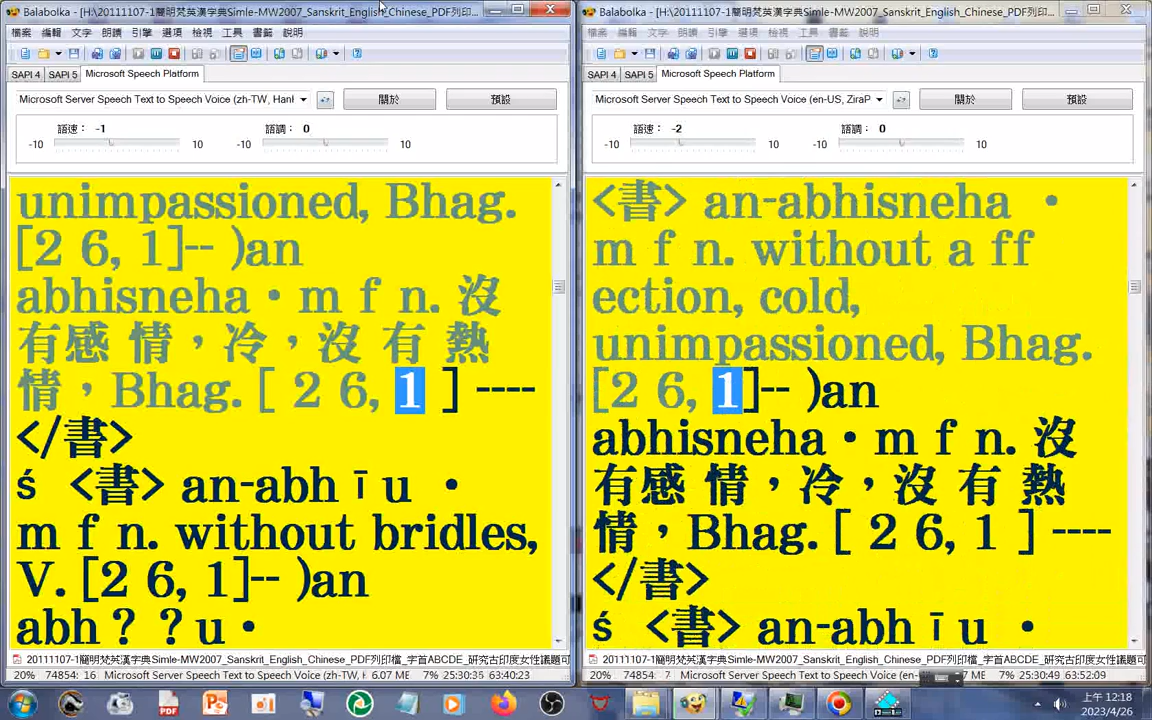 Balabolka - [H:\20111107-1簡明梵英漢字典Simle-MW2007_Sanskrit_English_Chinese_PDF列印...
檔案 編輯 文字 朗讀 引擎 選項 檢視 工具 書籤 說明
SAPI 4 SAPI 5 Microsoft Speech Platform
Microsoft Server Speech Text to Speech Voice (zh-TW, Hanl
關於 預設
語速： -1 語調： 0
-10 10 -10 10
unimpassioned, Bhag.
[2 6, 1]-- )an
abhisneha • m f n. 沒
有感 情，冷，沒 有 熱
情，Bhag. [ 2 6, 1 ] ----
</書>
ś <書> an-abh ī u •
m f n. without bridles,
V. [2 6, 1]-- )an
abh？？u •
20111107-1簡明梵英漢字典Simle-MW2007_Sanskrit_English_Chinese_PDF列印檔_字首ABCDE_研究古印度女性議題可
20% 74854: 16 Microsoft Server Speech Text to Speech Voice (zh-TW, H 6.07 MB 7% 25:30:35 63:40:23
Balabolka - [H:\20111107-1簡明梵英漢字典Simle-MW2007_Sanskrit_English_Chinese_PDF列印...
檔案 編輯 文字 朗讀 引擎 選項 檢視 工具 書籤 說明
SAPI 4 SAPI 5 Microsoft Speech Platform
Microsoft Server Speech Text to Speech Voice (en-US, ZiraP
關於 預設
語速： -2 語調： 0
-10 10 -10 10
<書> an-abhisneha •
m f n. without a ff
ection, cold,
unimpassioned, Bhag.
[2 6, 1]-- )an
abhisneha • m f n. 沒
有感 情，冷，沒 有 熱
情，Bhag. [ 2 6, 1 ] ----
</書>
ś <書> an-abh ī u •
20111107-1簡明梵英漢字典Simle-MW2007_Sanskrit_English_Chinese_PDF列印檔_字首ABCDE_研究古印度女性議題可
20% 74854: 7 Microsoft Server Speech Text to Speech Voice (en-US, 7% 25:30:49 63:52:09
上午 12:18
2023/4/26